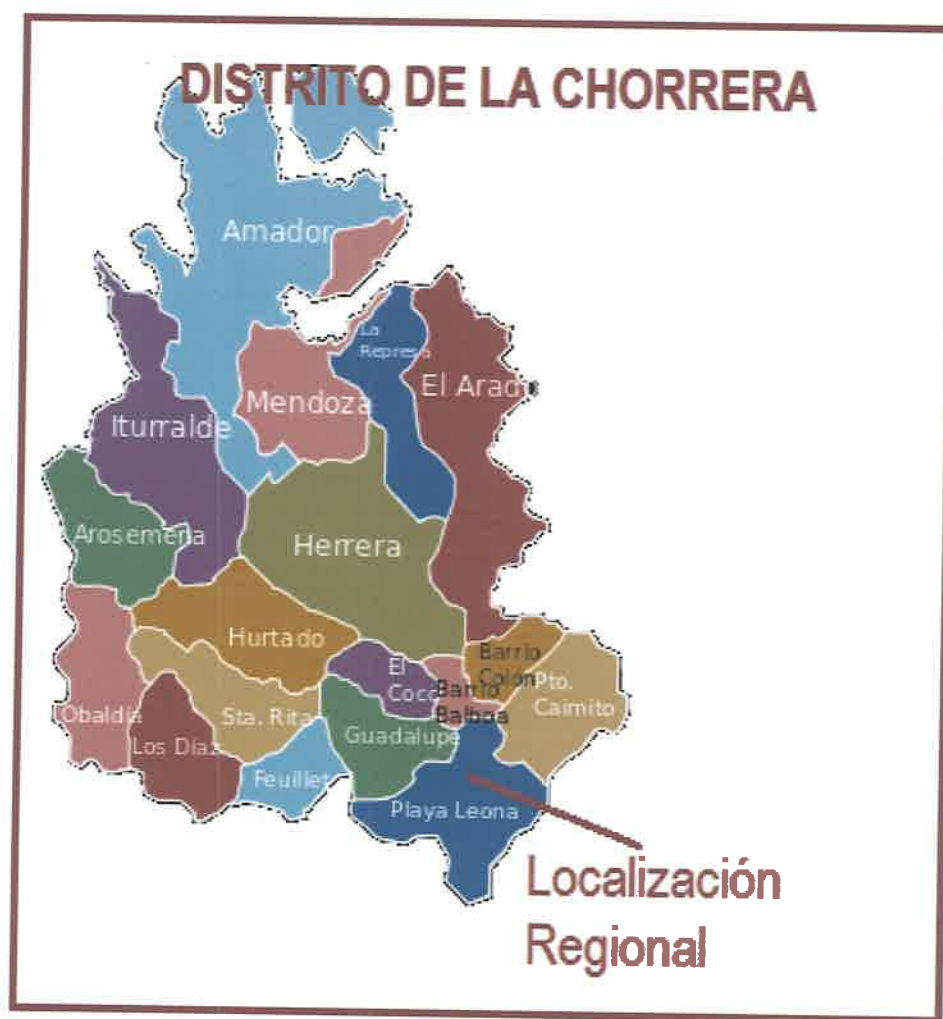 DISTRITO DE LA CHORRERA
Amador
La
Represa
El Arado
Mendoza
Iturralde
Arosemena
Herrera
Hurtado
Barrio
Colón
El
Coco
Barrio
Balboa
Pto.
Caimito
Obaldía
Sta. Rita
Guadalupe
Los Díaz
Feuillet
Playa Leona
Localización
Regional